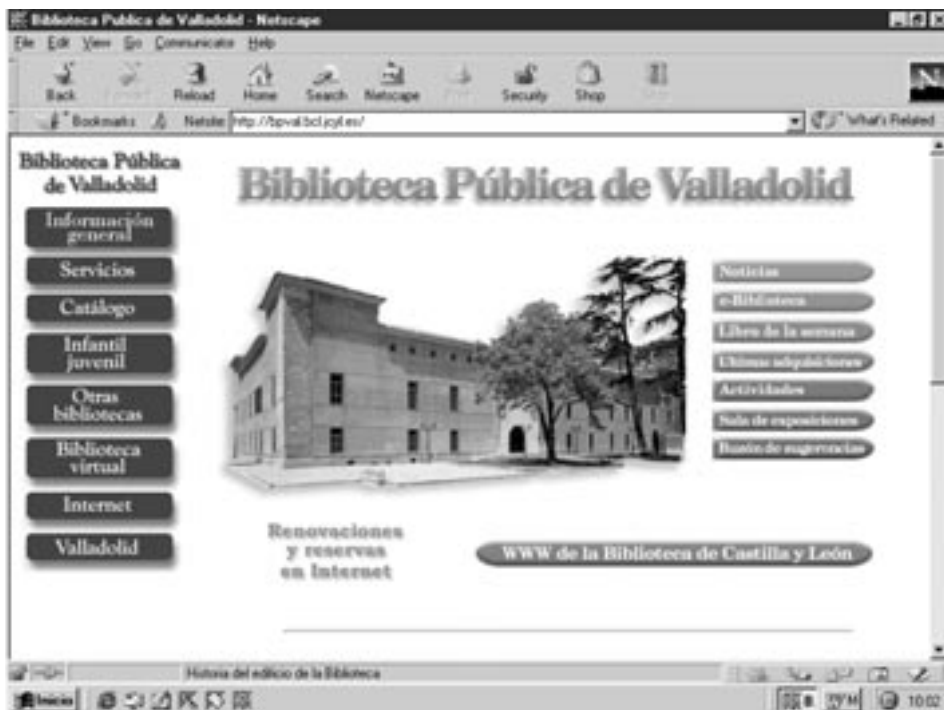 Biblioteca Publica de Valladolid - Netscape
File Edit View Go Communicator Help
Back Reload Home Search Netscape Security Shop
Bookmarks Netsite: http://bpval.bcl.jcyl.es/ What's Related
Biblioteca Pública
de Valladolid
Información
general
Servicios
Catálogo
Infantil
juvenil
Otras
bibliotecas
Biblioteca
virtual
Internet
Valladolid
Biblioteca Pública de Valladolid
Noticias
e-Biblioteca
Libro de la semana
Ultimas adquisiciones
Actividades
Sala de exposiciones
Buzón de sugerencias
Renovaciones
y reservas
en Internet
WWW de la Biblioteca de Castilla y León
Historia del edificio de la Biblioteca
Inicio 10:02